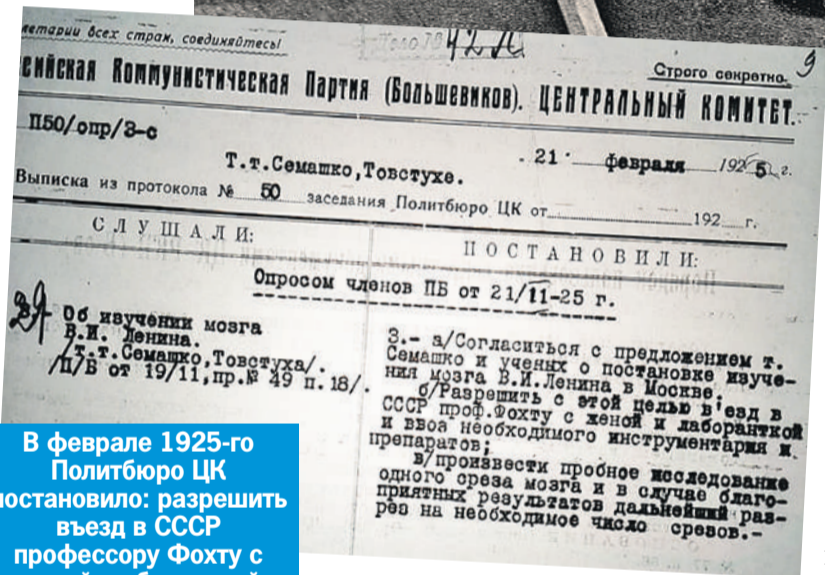 всех стран, соединяйтесь!
42
9
Строго секретно.
Коммунистическая Партия (Большевиков). ЦЕНТРАЛЬНЫЙ КОМИТЕТ.
П50/опр/3-с
21 февраля 1925 г.
Т.т.Семашко,Товстухе.
Выписка из протокола № 50 заседания Политбюро ЦК от 192 г.
СЛУШАЛИ:
ПОСТАНОВИЛИ:
Опросом членов ПБ от 21/II-25 г.
Об изучении мозга
В.И. Ленина.
/т.т.Семашко,Товстуха/.
/П/Б от 19/II,пр.№ 49 п.18/.
3.- а/Согласиться с предложением т.
Семашко и ученых о постановке изуче-
ния мозга В.И.Ленина в Москве;
б/Разрешить с этой целью в'езд в
СССР проф.Фохту с женой и лаборанткой
и ввоз необходимого инструментария и
препаратов;
в/произвести пробное исследование
одного среза мозга и в случае благо-
приятных результатов дальнейший раз-
рез на необходимое число срезов.-
В феврале 1925-го
Политбюро ЦК
постановило: разрешить
въезд в СССР
профессору Фохту с